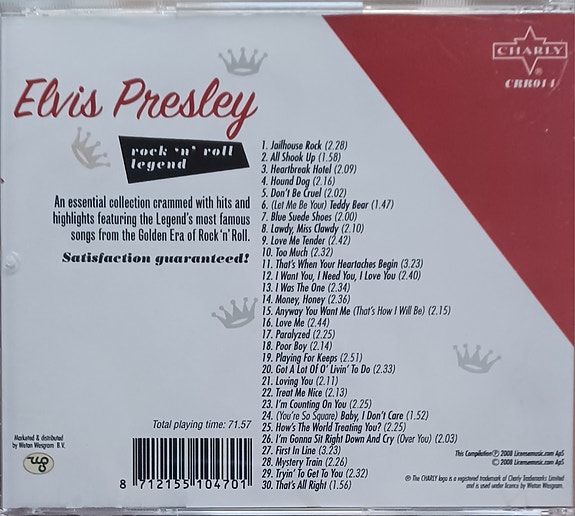 CHARLY
®
CRR014
Elvis Presley
rock 'n' roll
legend
An essential collection crammed with hits and
highlights featuring the Legend's most famous
songs from the Golden Era of Rock'n'Roll.
Satisfaction guaranteed!
1. Jailhouse Rock (2.28)
2. All Shook Up (1.58)
3. Heartbreak Hotel (2.09)
4. Hound Dog (2.16)
5. Don't Be Cruel (2.02)
6. (Let Me Be Your) Teddy Bear (1.47)
7. Blue Suede Shoes (2.00)
8. Lawdy, Miss Clawdy (2.10)
9. Love Me Tender (2.42)
10. Too Much (2.32)
11. That's When Your Heartaches Begin (3.23)
12. I Want You, I Need You, I Love You (2.40)
13. I Was The One (2.34)
14. Money, Honey (2.36)
15. Anyway You Want Me (That's How I Will Be) (2.15)
16. Love Me (2.44)
17. Paralyzed (2.25)
18. Poor Boy (2.14)
19. Playing For Keeps (2.51)
20. Got A Lot Of O' Livin' To Do (2.33)
21. Loving You (2.11)
22. Treat Me Nice (2.13)
23. I'm Counting On You (2.25)
24. (You're So Square) Baby, I Don't Care (1.52)
25. How's The World Treating You? (2.25)
26. I'm Gonna Sit Right Down And Cry (Over You) (2.03)
27. First In Line (3.23)
28. Mystery Train (2.26)
29. Tryin' To Get To You (2.32)
30. That's All Right (1.56)
Total playing time: 71.57
Marketed & distributed
by Weton Wesgram B.V.
8 712155 104701
This Compilation ℗ 2008 Licensemusic.com ApS
© 2008 Licensemusic.com ApS
℗ The CHARLY logo is a registered trademark of Charly Trademarks Limited
and is used under licence by Weton Wesgram.